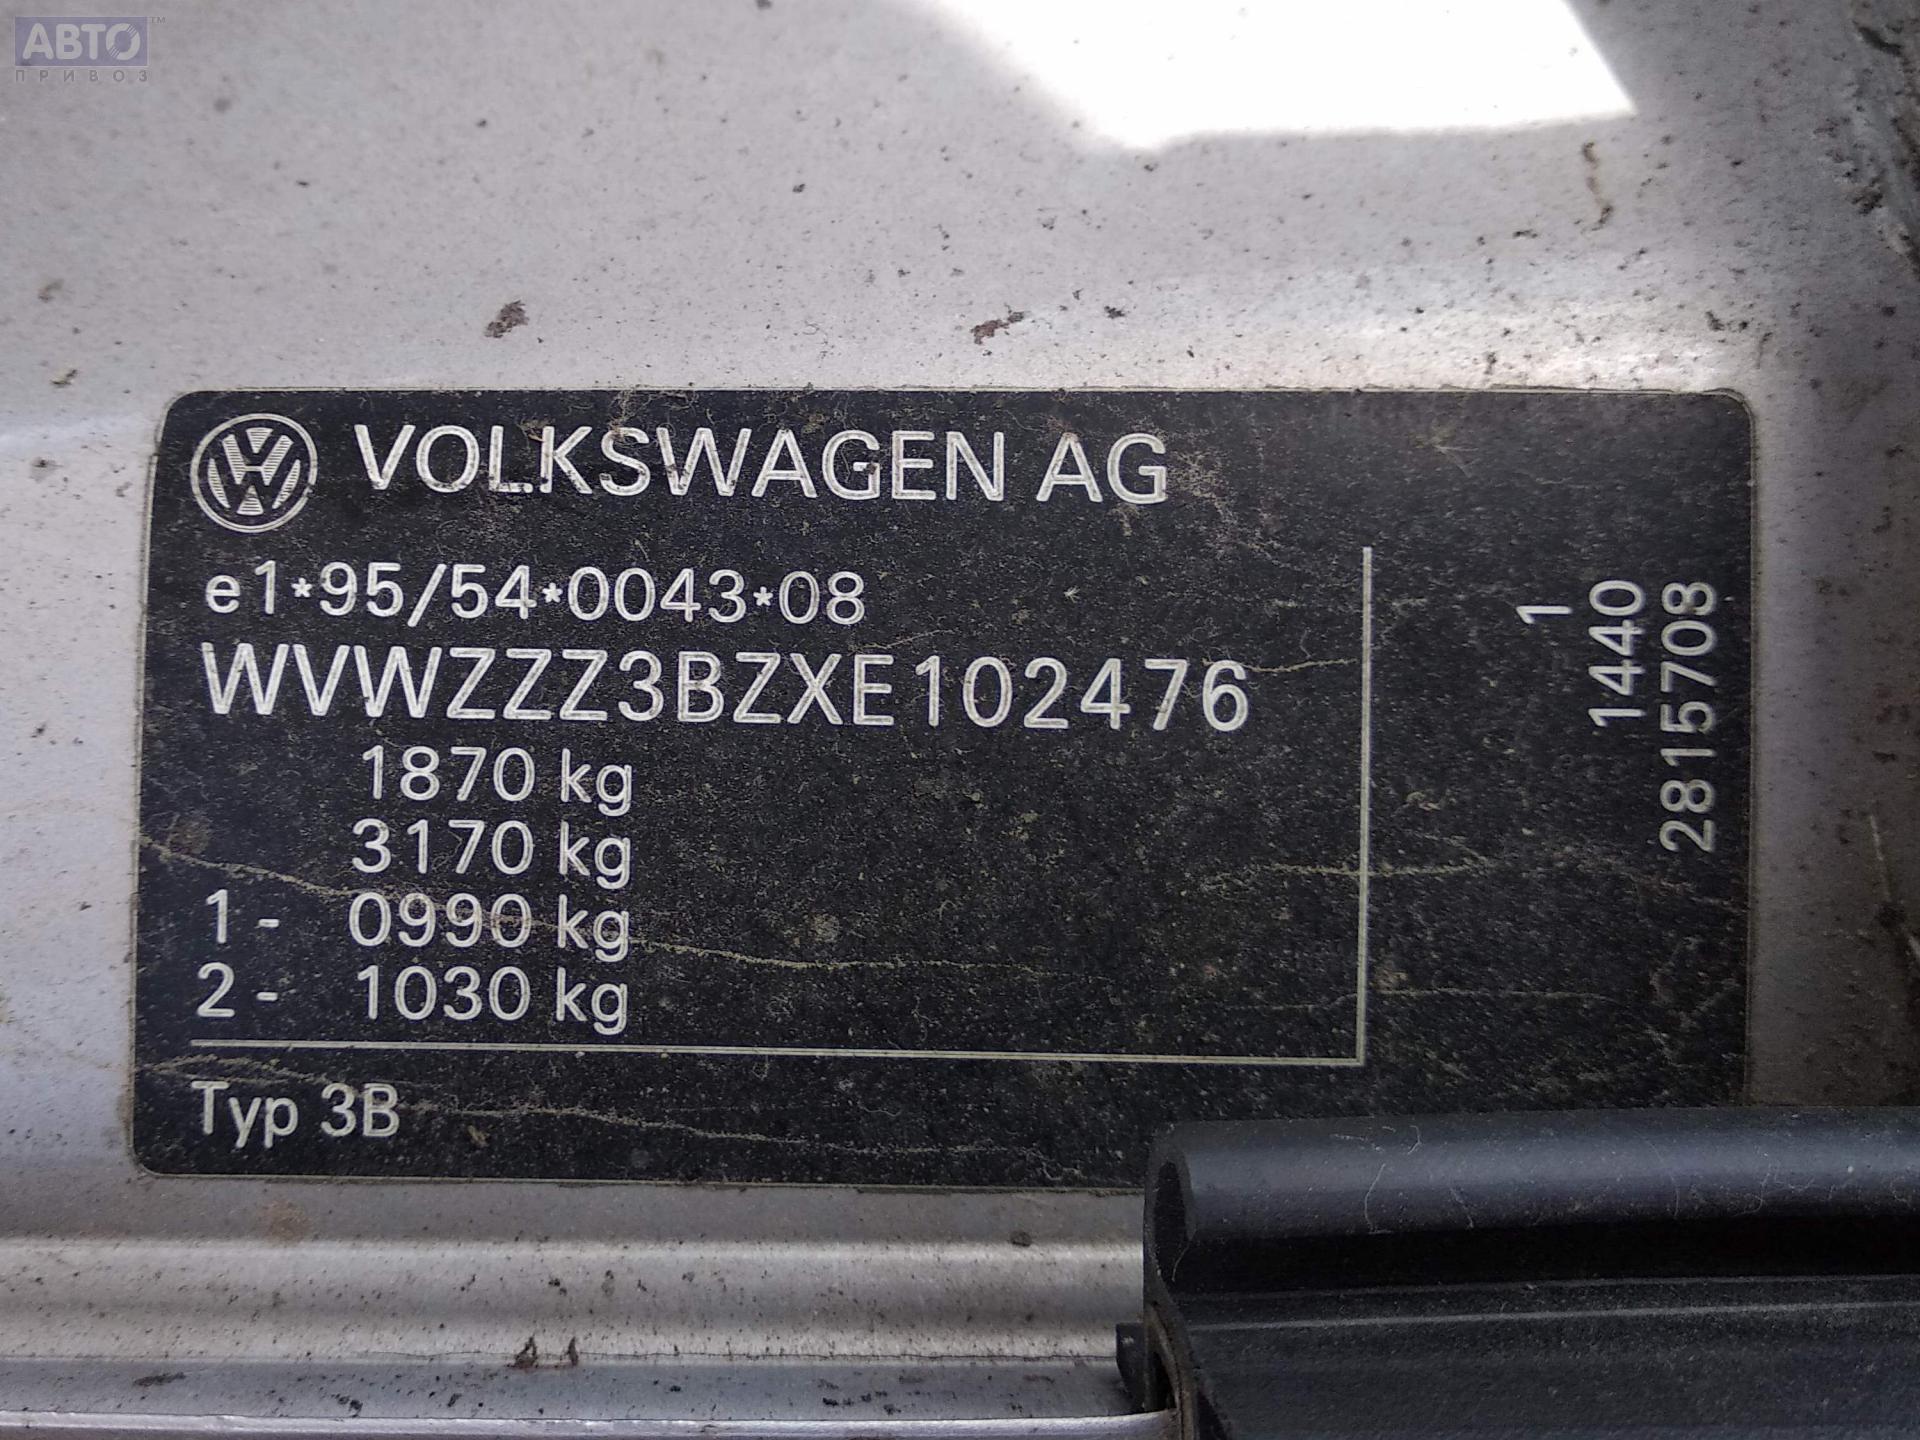 АВТО™
ПРИВОЗ
VOLKSWAGEN AG
e1*95/54*0043*08
WVWZZZ3BZXE102476
1870 kg
3170 kg
1- 0990 kg
2- 1030 kg
Typ 3B
1
1440
2815708